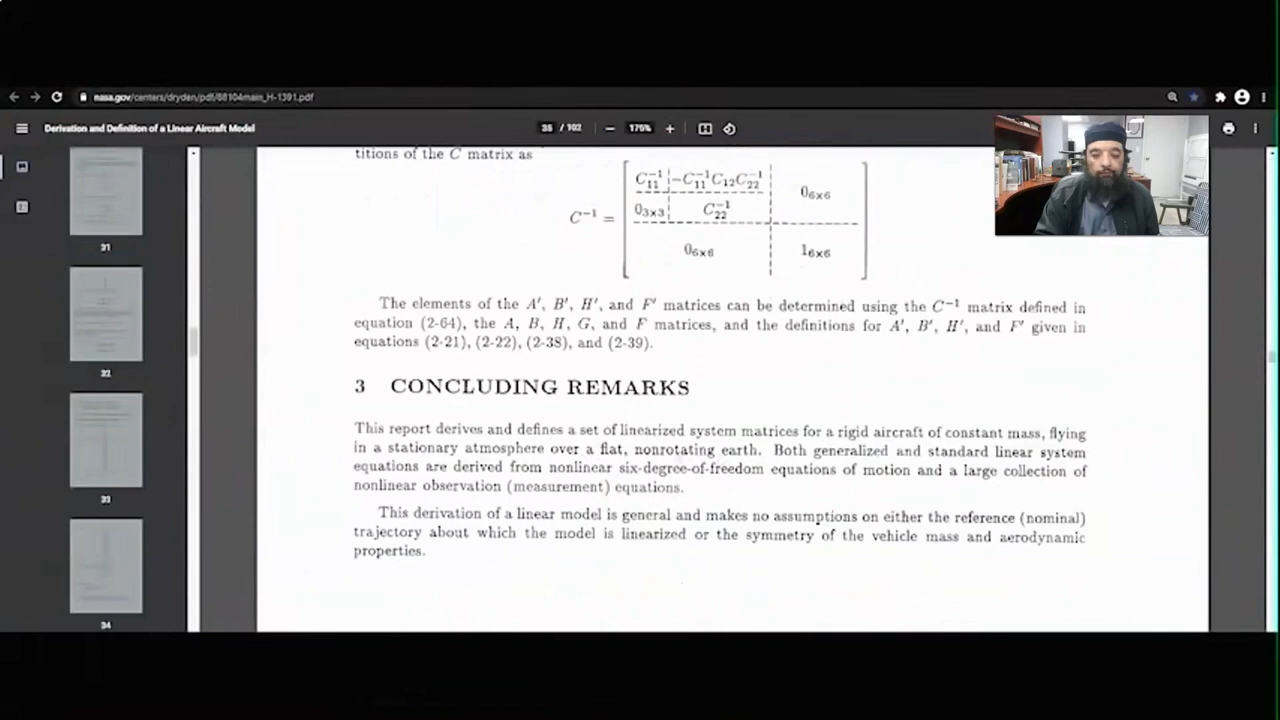 nasa.gov/centers/dryden/pdf/88104main_H-1391.pdf
Derivation and Definition of a Linear Aircraft Model
35 / 102
175%
31
32
33
34
titions of the C matrix as
C⁻¹ = [ C₁₁⁻¹ | −C₁₁⁻¹C₁₂C₂₂⁻¹ | 0₆ₓ₆
0₃ₓ₃ | C₂₂⁻¹
0₆ₓ₆ | 1₆ₓ₆ ]
The elements of the A′, B′, H′, and F′ matrices can be determined using the C⁻¹ matrix defined in
equation (2-64), the A, B, H, G, and F matrices, and the definitions for A′, B′, H′, and F′ given in
equations (2-21), (2-22), (2-38), and (2-39).
3 CONCLUDING REMARKS
This report derives and defines a set of linearized system matrices for a rigid aircraft of constant mass, flying
in a stationary atmosphere over a flat, nonrotating earth. Both generalized and standard linear system
equations are derived from nonlinear six-degree-of-freedom equations of motion and a large collection of
nonlinear observation (measurement) equations.
This derivation of a linear model is general and makes no assumptions on either the reference (nominal)
trajectory about which the model is linearized or the symmetry of the vehicle mass and aerodynamic
properties.